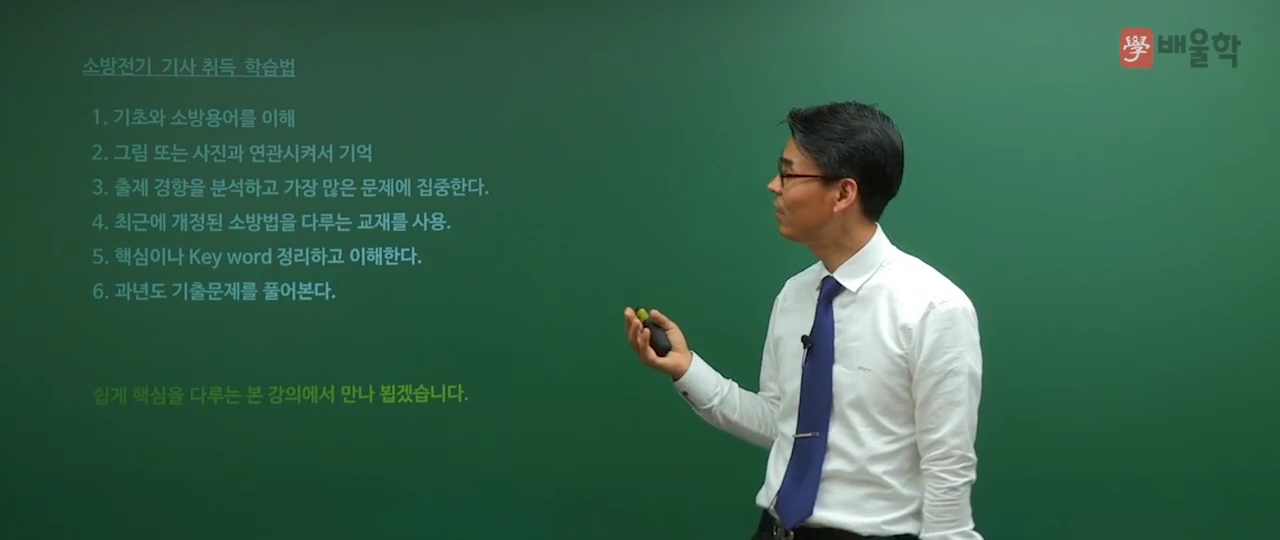 소방전기 기사 취득 학습법
學 배울학
1. 기초와 소방용어를 이해
2. 그림 또는 사진과 연관시켜서 기억
3. 출제 경향을 분석하고 가장 많은 문제에 집중한다.
4. 최근에 개정된 소방법을 다루는 교재를 사용.
5. 핵심이나 Key word 정리하고 이해한다.
6. 과년도 기출문제를 풀어본다.
쉽게 핵심을 다루는 본 강의에서 만나 뵙겠습니다.